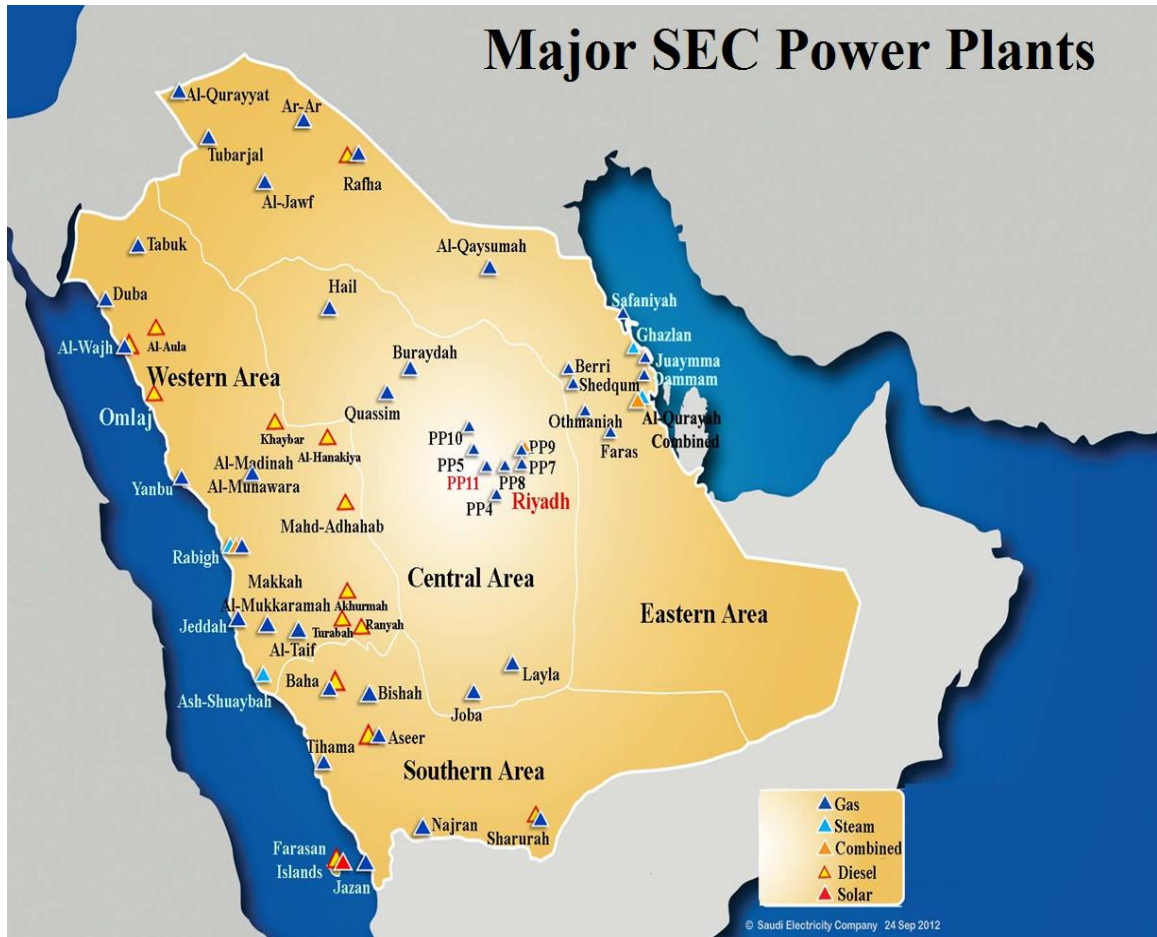 Major SEC Power Plants
Al-Qurayyat
Ar-Ar
Tubarjal
Rafha
Al-Jawf
Tabuk
Al-Qaysumah
Duba
Hail
Safaniyah
Ghazlan
Al-Wajh
Al-Aula
Buraydah
Berri
Juaymma
Western Area
Shedqum
Dammam
Omlaj
Quassim
Othmaniah
Al-Qurayah
Combined
Khaybar
PP10
Faras
Al-Hanakiya
PP9
Al-Madinah
Al-Munawara
PP5
PP7
Yanbu
PP11
PP8
PP4
Riyadh
Mahd-Adhahab
Rabigh
Makkah
Al-Mukkaramah
Central Area
Akhurmah
Eastern Area
Jeddah
Turabah
Ranyah
Al-Taif
Layla
Ash-Shuaybah
Baha
Bishah
Joba
Tihama
Aseer
Southern Area
Najran
Sharurah
Farasan
Islands
Jazan
Gas
Steam
Combined
Diesel
Solar
© Saudi Electricity Company 24 Sep 2012